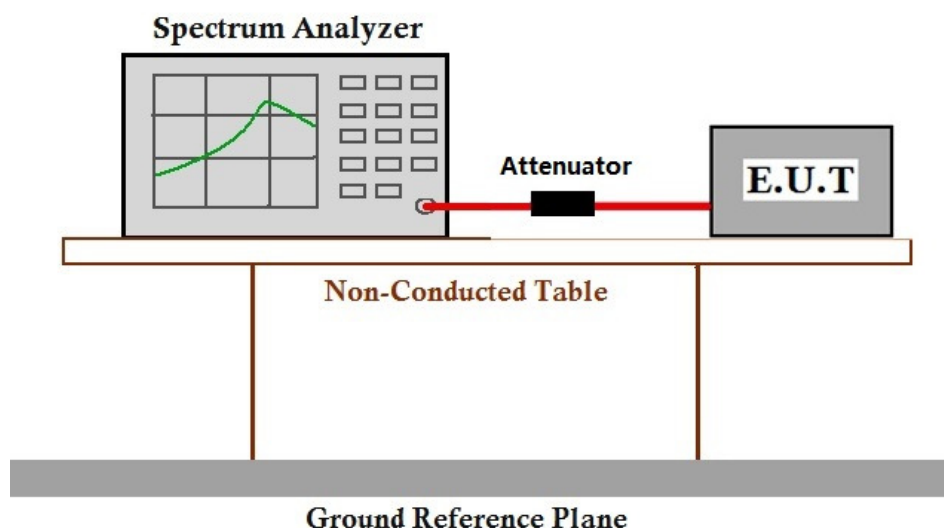 Spectrum Analyzer
Attenuator
E.U.T
Non-Conducted Table
Ground Reference Plane